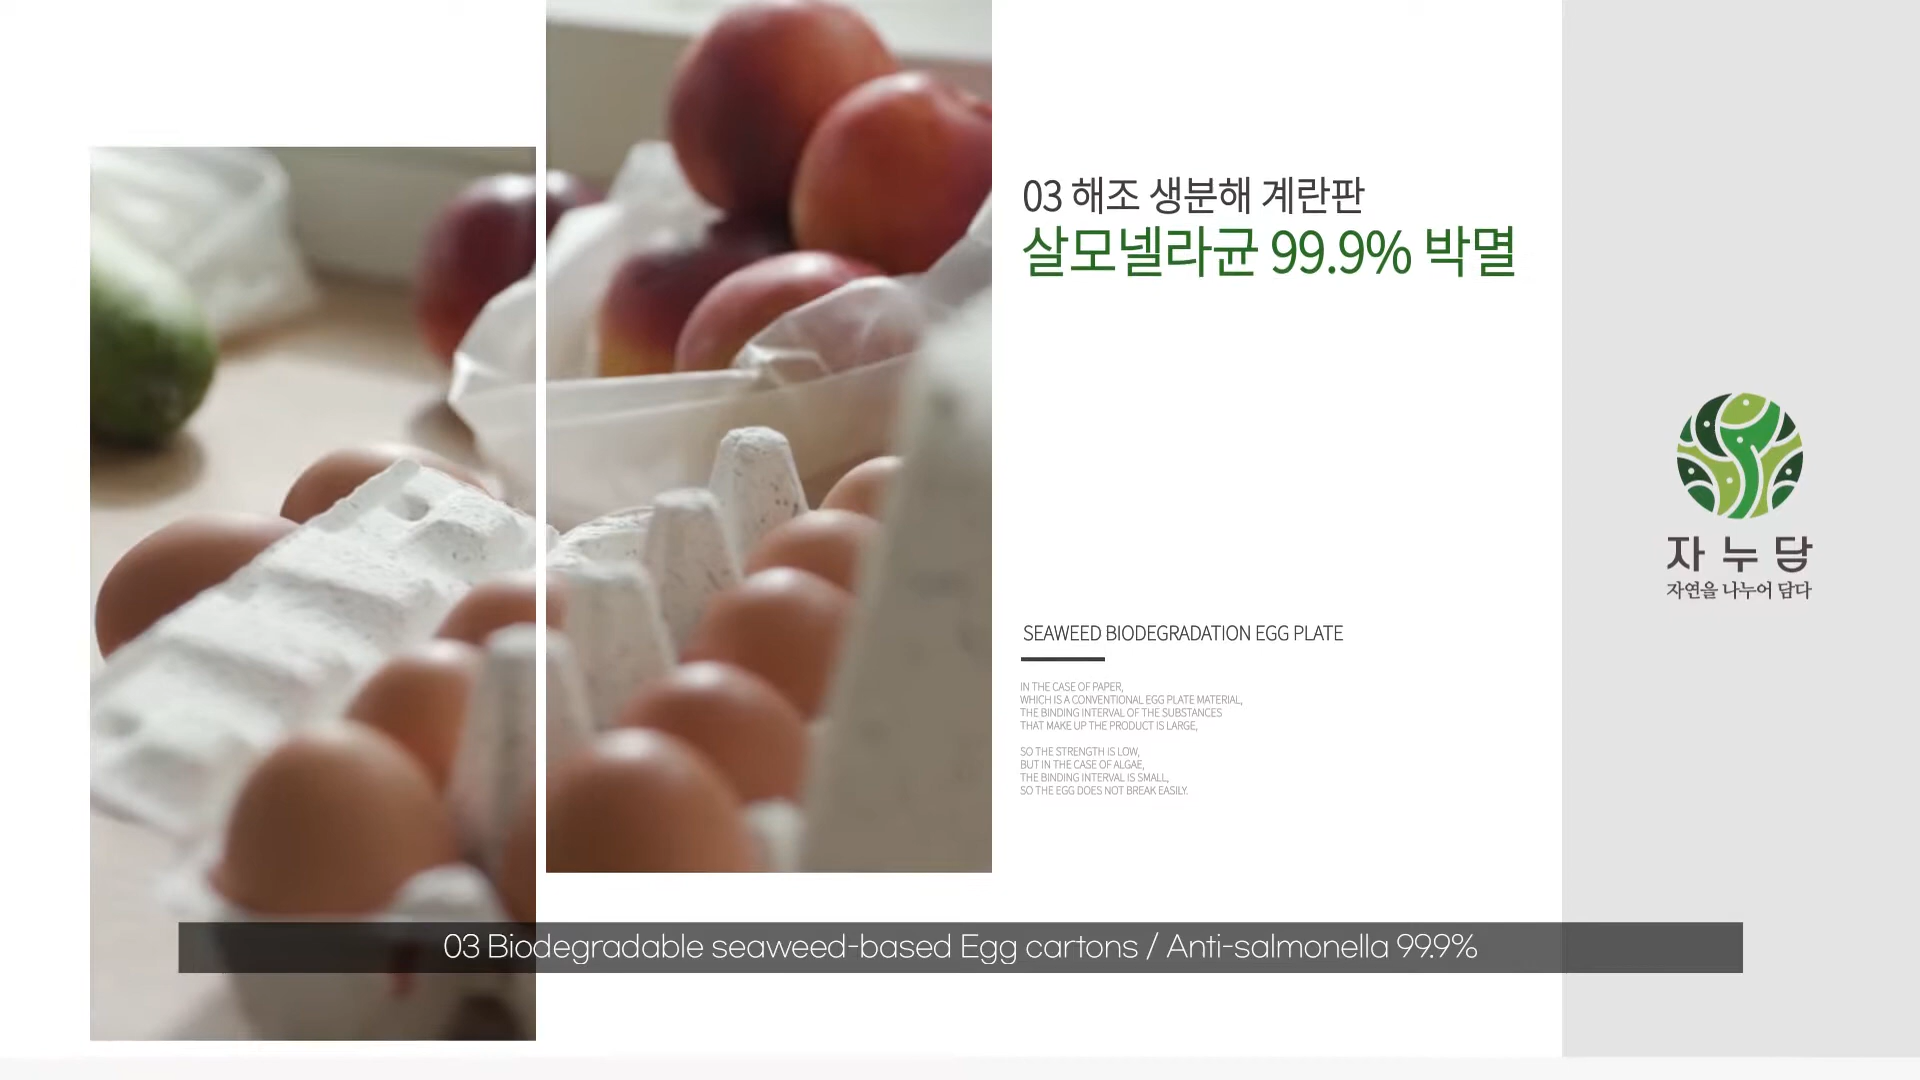 03 해조 생분해 계란판
살모넬라균 99.9% 박멸
SEAWEED BIODEGRADATION EGG PLATE
IN THE CASE OF PAPER,
WHICH IS A CONVENTIONAL EGG PLATE MATERIAL,
THE BINDING INTERVAL OF THE SUBSTANCES
THAT MAKE UP THE PRODUCT IS LARGE,
SO THE STRENGTH IS LOW,
BUT IN THE CASE OF ALGAE,
THE BINDING INTERVAL IS SMALL,
SO THE EGG DOES NOT BREAK EASILY.
자누담
자연을 나누어 담다
03 Biodegradable seaweed-based Egg cartons / Anti-salmonella 99.9%